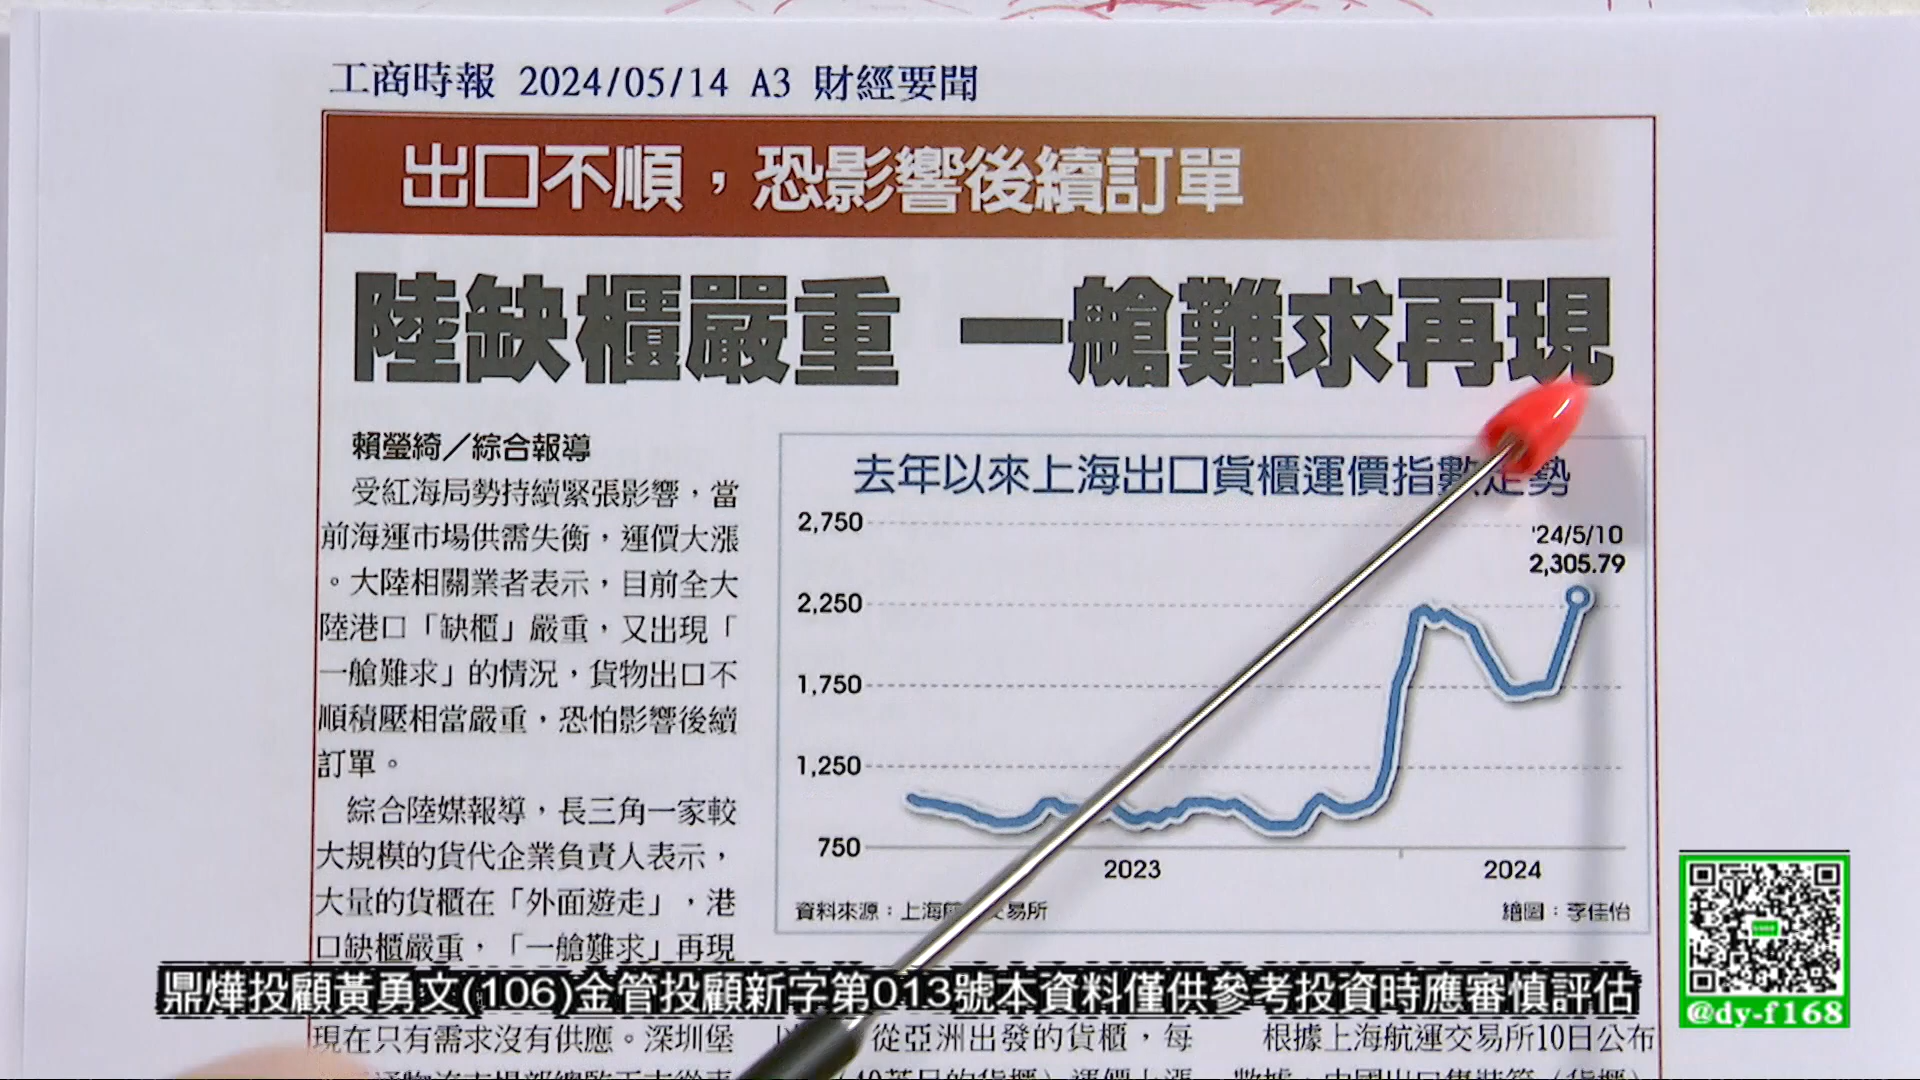 工商時報 2024/05/14 A3 財經要聞
出口不順，恐影響後續訂單
陸缺櫃嚴重 一艙難求再現
賴瑩綺／綜合報導
受紅海局勢持續緊張影響，當
前海運市場供需失衡，運價大漲
。大陸相關業者表示，目前全大
陸港口「缺櫃」嚴重，又出現「
一艙難求」的情況，貨物出口不
順積壓相當嚴重，恐怕影響後續
訂單。
綜合陸媒報導，長三角一家較
大規模的貨代企業負責人表示，
大量的貨櫃在「外面遊走」，港
口缺櫃嚴重，「一艙難求」再現
現在只有需求沒有供應。深圳堡
去年以來上海出口貨櫃運價指數走勢
2,750
'24/5/10
2,305.79
2,250
1,750
1,250
750
2023
2024
資料來源：上海 交易所
繪圖：李佳怡
從亞洲出發的貨櫃，每
根據上海航運交易所10日公布
鼎燁投顧黃勇文(106)金管投顧新字第013號本資料僅供參考投資時應審慎評估
@dy-f168